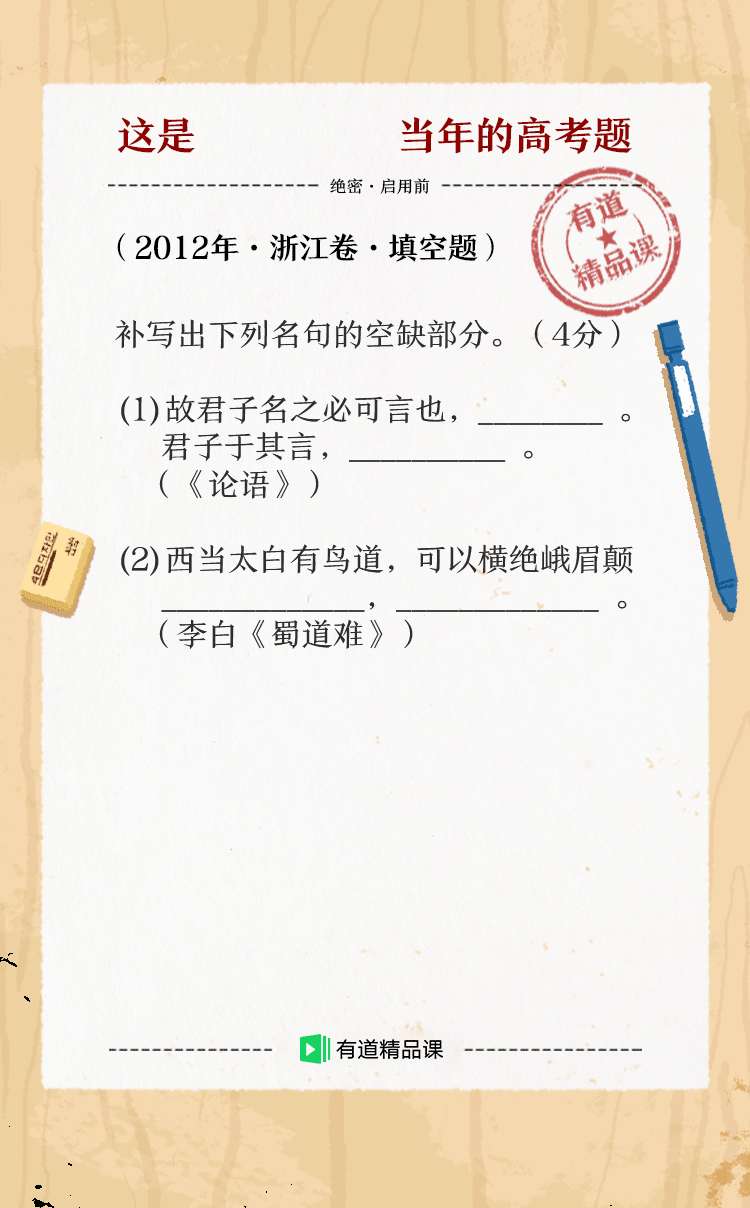 这是 当年的高考题
绝密·启用前
有道
精品课
（2012年·浙江卷·填空题）
补写出下列名句的空缺部分。（4分）
(1)故君子名之必可言也，________ 。
君子于其言，__________ 。
（《论语》）
(2)西当太白有鸟道，可以横绝峨眉颠
_____________，_____________ 。
（李白《蜀道难》）
有道精品课